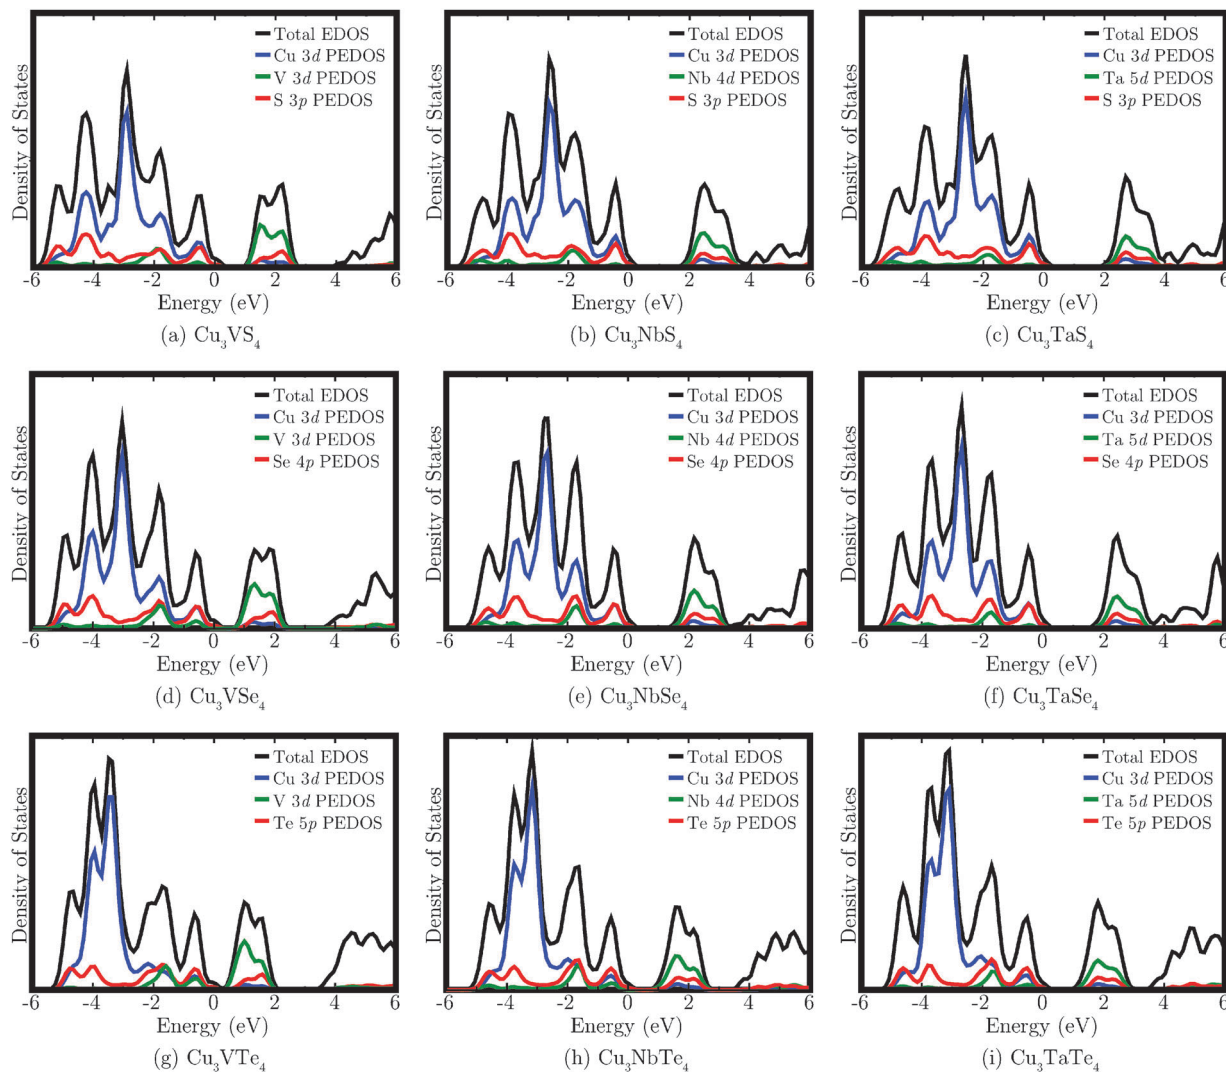 Total EDOS
Cu 3d PEDOS
V 3d PEDOS
S 3p PEDOS
Density of States
-6 -4 -2 0 2 4 6
Energy (eV)
(a) Cu₃VS₄
Total EDOS
Cu 3d PEDOS
Nb 4d PEDOS
S 3p PEDOS
Density of States
-6 -4 -2 0 2 4 6
Energy (eV)
(b) Cu₃NbS₄
Total EDOS
Cu 3d PEDOS
Ta 5d PEDOS
S 3p PEDOS
Density of States
-6 -4 -2 0 2 4 6
Energy (eV)
(c) Cu₃TaS₄
Total EDOS
Cu 3d PEDOS
V 3d PEDOS
Se 4p PEDOS
Density of States
-6 -4 -2 0 2 4 6
Energy (eV)
(d) Cu₃VSe₄
Total EDOS
Cu 3d PEDOS
Nb 4d PEDOS
Se 4p PEDOS
Density of States
-6 -4 -2 0 2 4 6
Energy (eV)
(e) Cu₃NbSe₄
Total EDOS
Cu 3d PEDOS
Ta 5d PEDOS
Se 4p PEDOS
Density of States
-6 -4 -2 0 2 4 6
Energy (eV)
(f) Cu₃TaSe₄
Total EDOS
Cu 3d PEDOS
V 3d PEDOS
Te 5p PEDOS
Density of States
-6 -4 -2 0 2 4 6
Energy (eV)
(g) Cu₃VTe₄
Total EDOS
Cu 3d PEDOS
Nb 4d PEDOS
Te 5p PEDOS
Density of States
-6 -4 -2 0 2 4 6
Energy (eV)
(h) Cu₃NbTe₄
Total EDOS
Cu 3d PEDOS
Ta 5d PEDOS
Te 5p PEDOS
Density of States
-6 -4 -2 0 2 4 6
Energy (eV)
(i) Cu₃TaTe₄